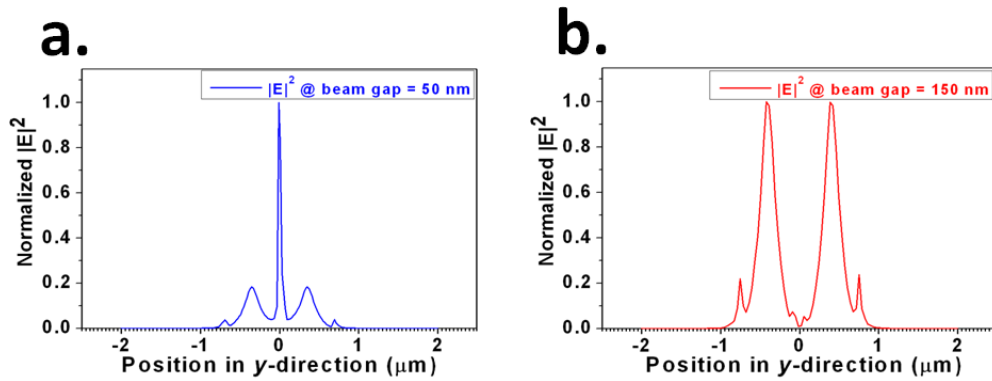 a.
|E|² @ beam gap = 50 nm
Normalized |E|²
1.0
0.8
0.6
0.4
0.2
0.0
-2 -1 0 1 2
Position in y-direction (μm)
b.
|E|² @ beam gap = 150 nm
Normalized |E|²
1.0
0.8
0.6
0.4
0.2
0.0
-2 -1 0 1 2
Position in y-direction (μm)